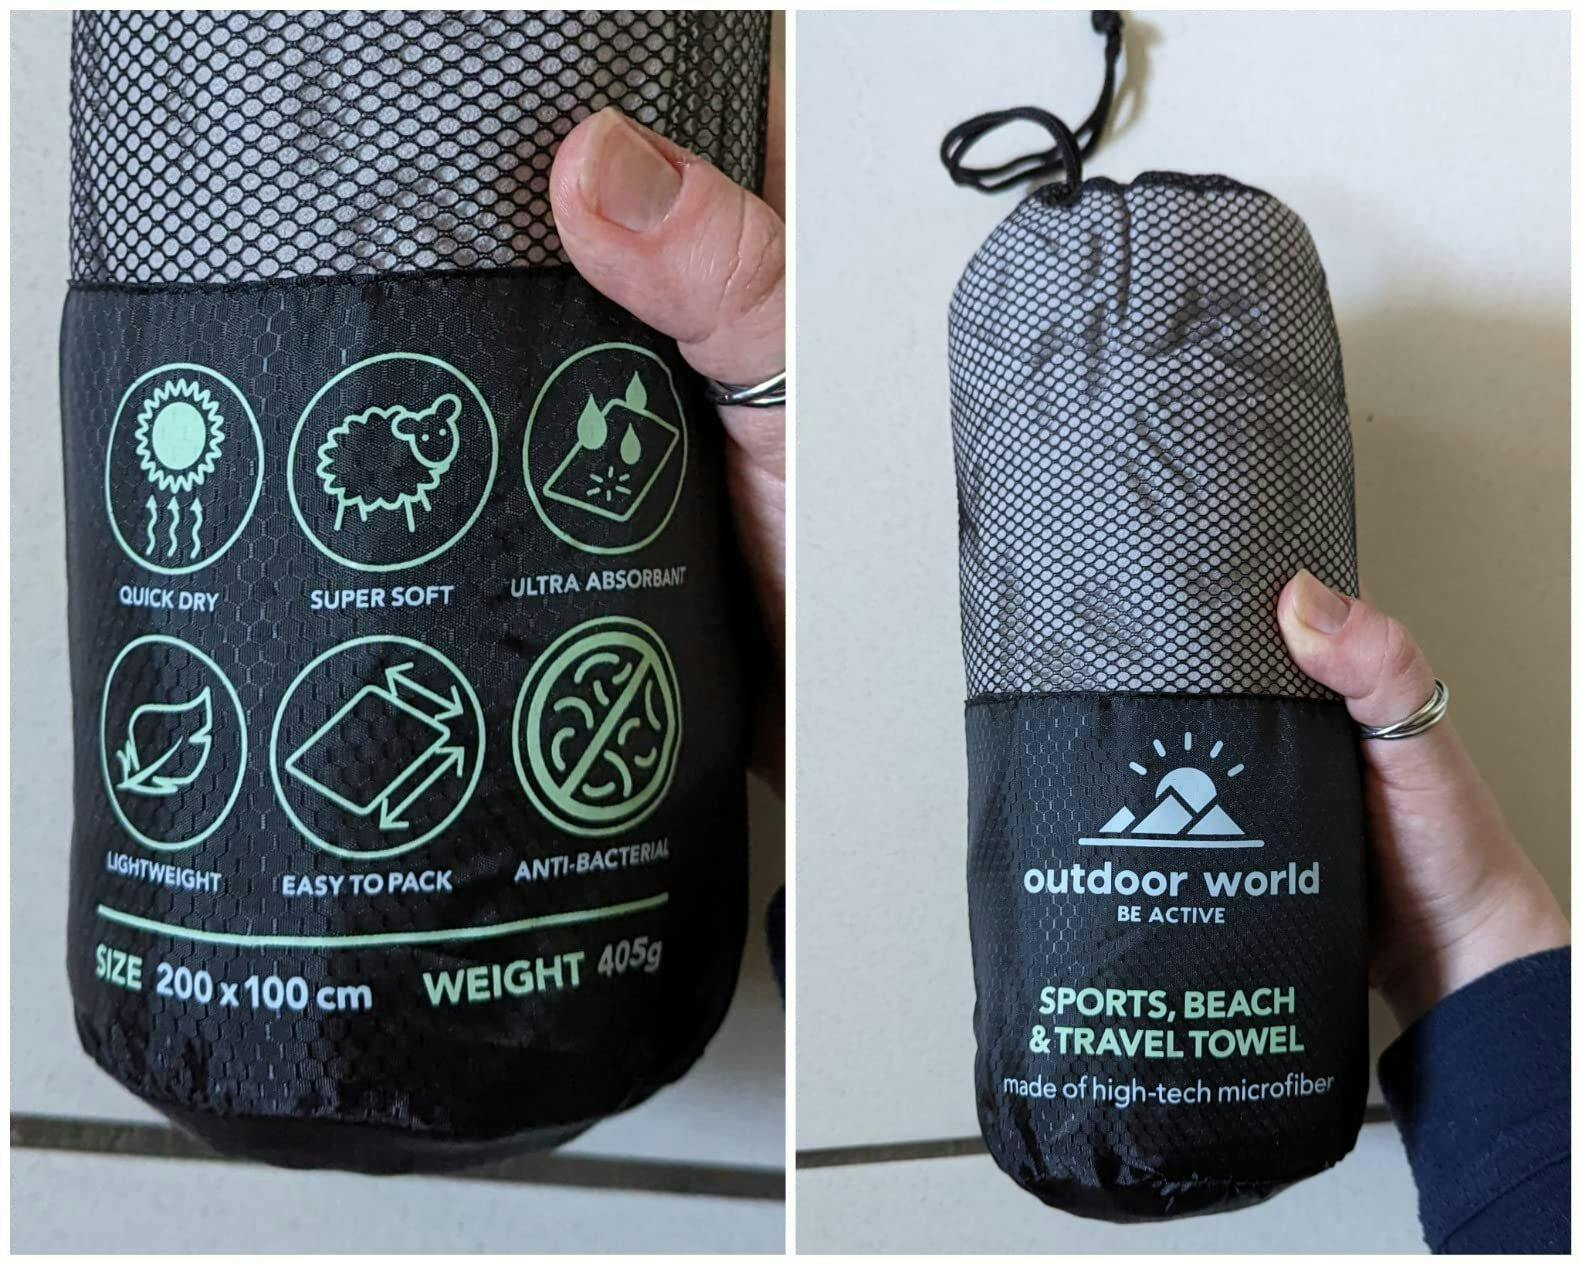 QUICK DRY
SUPER SOFT
ULTRA ABSORBANT
LIGHTWEIGHT
EASY TO PACK
ANTI-BACTERIAL
SIZE 200 x 100 cm WEIGHT 405g
outdoor world
BE ACTIVE
SPORTS, BEACH
& TRAVEL TOWEL
made of high-tech microfiber